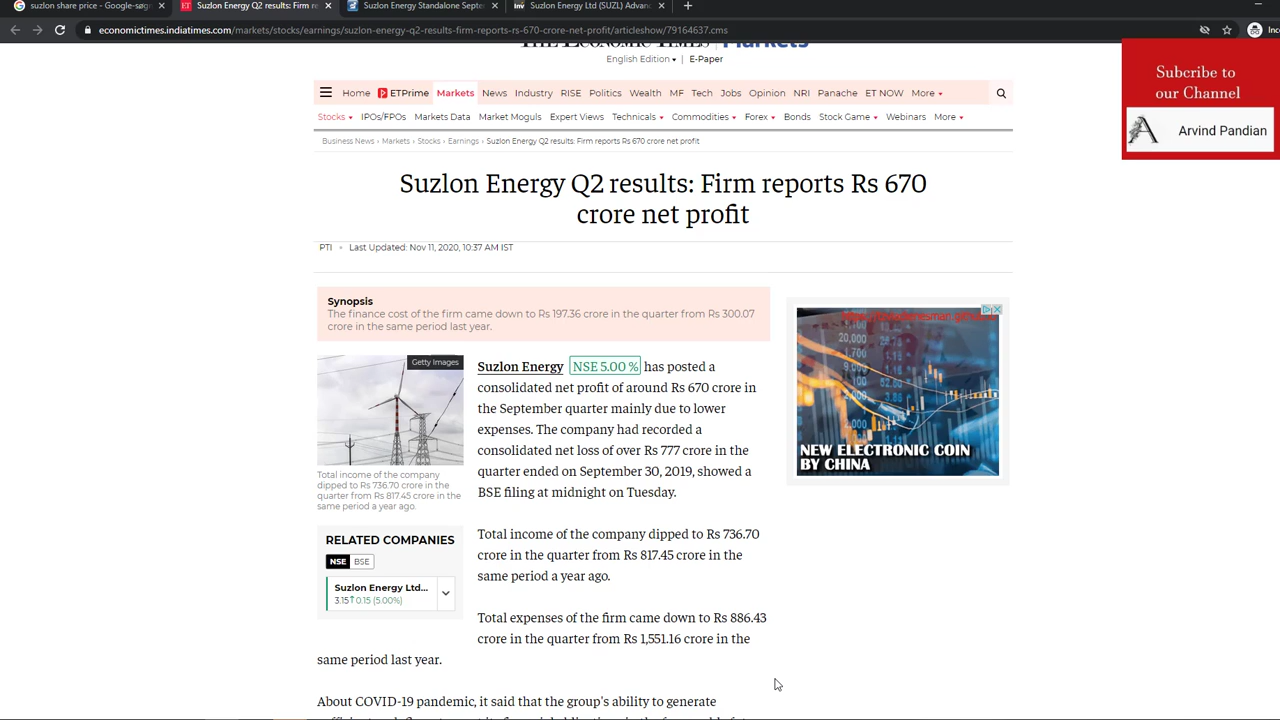 suzlon share price - Google-søgn
Suzlon Energy Q2 results: Firm re
Suzlon Energy Standalone Septe
Suzlon Energy Ltd (SUZL) Advanc
economictimes.indiatimes.com/markets/stocks/earnings/suzlon-energy-q2-results-firm-reports-rs-670-crore-net-profit/articleshow/79164637.cms
Inc
THE ECONOMIC TIMES Markets
English Edition | E-Paper
Subcribe to
our Channel
Arvind Pandian
Home ETPrime Markets News Industry RISE Politics Wealth MF Tech Jobs Opinion NRI Panache ET NOW More
Stocks IPOs/FPOs Markets Data Market Moguls Expert Views Technicals Commodities Forex Bonds Stock Game Webinars More
Business News › Markets › Stocks › Earnings › Suzlon Energy Q2 results: Firm reports Rs 670 crore net profit
Suzlon Energy Q2 results: Firm reports Rs 670
crore net profit
PTI Last Updated: Nov 11, 2020, 10:37 AM IST
Synopsis
The finance cost of the firm came down to Rs 197.36 crore in the quarter from Rs 300.07
crore in the same period last year.
Getty Images
Total income of the company
dipped to Rs 736.70 crore in the
quarter from Rs 817.45 crore in the
same period a year ago.
RELATED COMPANIES
NSE BSE
Suzlon Energy Ltd...
3.15↑0.15 (5.00%)
Suzlon Energy NSE 5.00 % has posted a
consolidated net profit of around Rs 670 crore in
the September quarter mainly due to lower
expenses. The company had recorded a
consolidated net loss of over Rs 777 crore in the
quarter ended on September 30, 2019, showed a
BSE filing at midnight on Tuesday.
Total income of the company dipped to Rs 736.70
crore in the quarter from Rs 817.45 crore in the
same period a year ago.
Total expenses of the firm came down to Rs 886.43
crore in the quarter from Rs 1,551.16 crore in the
same period last year.
About COVID-19 pandemic, it said that the group's ability to generate
NEW ELECTRONIC COIN
BY CHINA